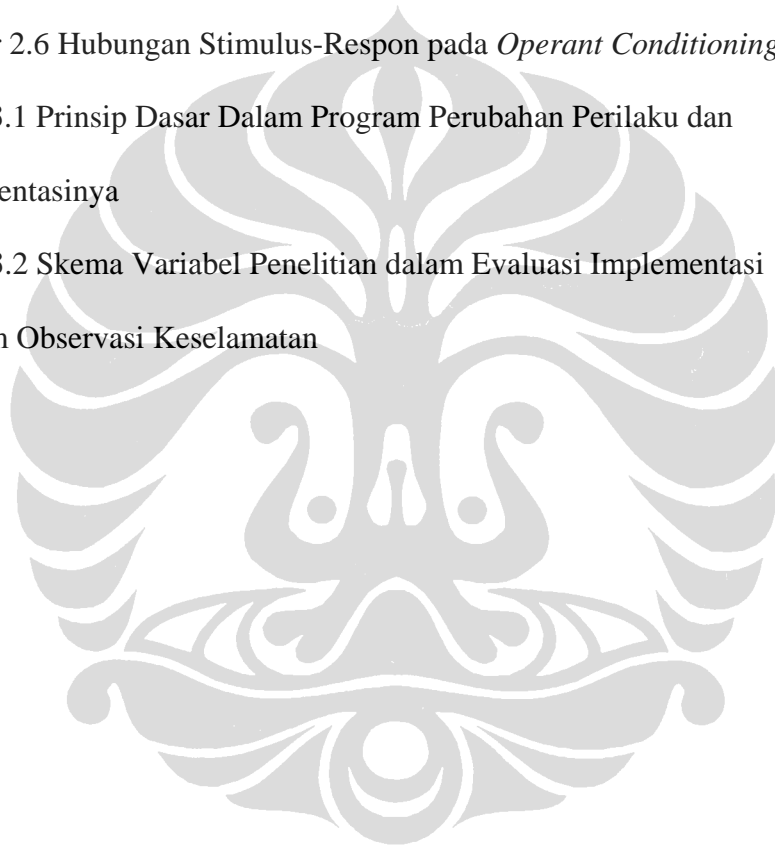 2.6 Hubungan Stimulus-Respon pada Operant Conditioning
3.1 Prinsip Dasar Dalam Program Perubahan Perilaku dan
entasinya
3.2 Skema Variabel Penelitian dalam Evaluasi Implementasi
Observasi Keselamatan